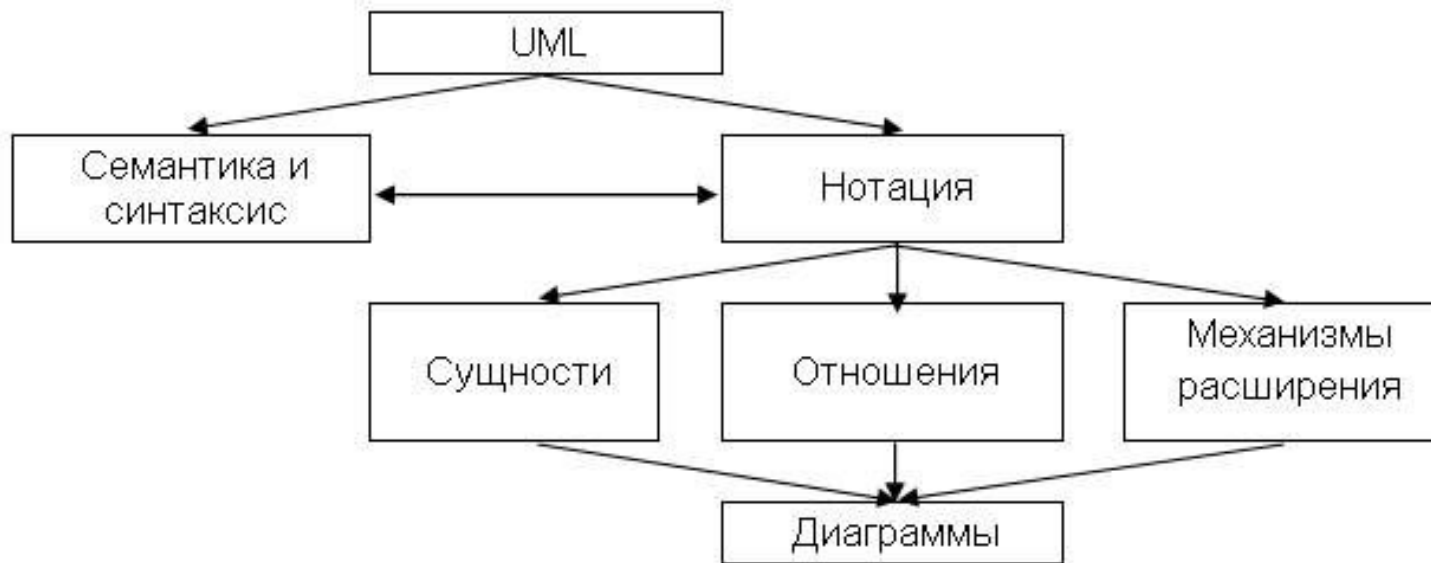 UML
Семантика и
синтаксис
Нотация
Сущности
Отношения
Механизмы
расширения
Диаграммы